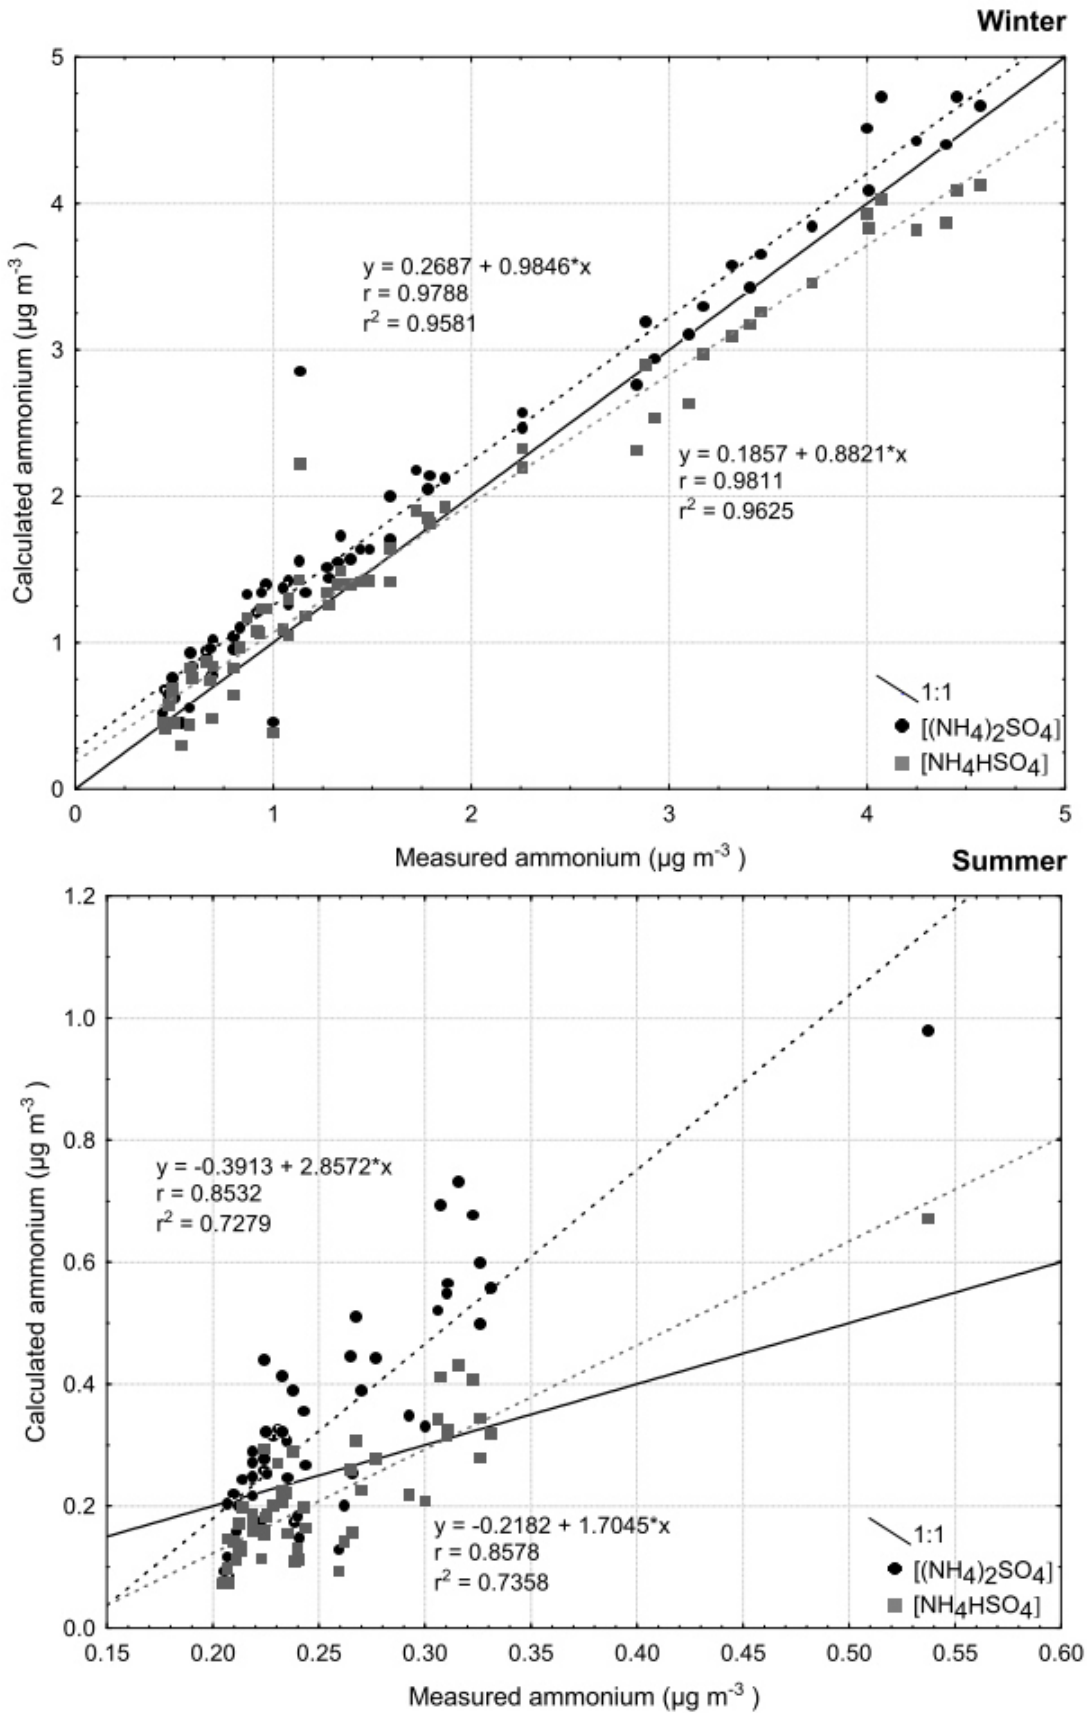 Winter
5
4
3
2
1
0
Calculated ammonium (µg m-3 )
y = 0.2687 + 0.9846*x
r = 0.9788
r2 = 0.9581
y = 0.1857 + 0.8821*x
r = 0.9811
r2 = 0.9625
1:1
[(NH4)2SO4]
[NH4HSO4]
0 1 2 3 4 5
Measured ammonium (µg m-3 )
Summer
1.2
1.0
0.8
0.6
0.4
0.2
0.0
Calculated ammonium (µg m-3 )
y = -0.3913 + 2.8572*x
r = 0.8532
r2 = 0.7279
y = -0.2182 + 1.7045*x
r = 0.8578
r2 = 0.7358
1:1
[(NH4)2SO4]
[NH4HSO4]
0.15 0.20 0.25 0.30 0.40 0.45 0.50 0.55 0.60
Measured ammonium (µg m-3 )